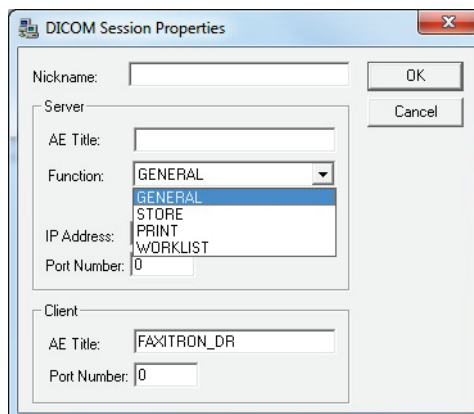 DICOM Session Properties
Nickname:
OK
Cancel
Server
AE Title:
Function: GENERAL
GENERAL
STORE
PRINT
WORKLIST
IP Address:
Port Number: 0
Client
AE Title: FAXITRON_DR
Port Number: 0